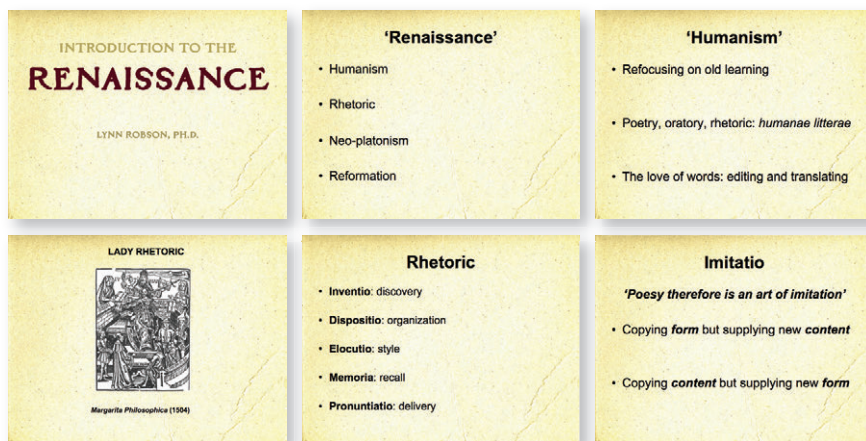 INTRODUCTION TO THE
RENAISSANCE
LYNN ROBSON, PH.D.
‘Renaissance’
• Humanism
• Rhetoric
• Neo-platonism
• Reformation
‘Humanism’
• Refocusing on old learning
• Poetry, oratory, rhetoric: humanae litterae
• The love of words: editing and translating
LADY RHETORIC
Margarita Philosophica (1504)
Rhetoric
• Inventio: discovery
• Dispositio: organization
• Elocutio: style
• Memoria: recall
• Pronuntiatio: delivery
Imitatio
‘Poesy therefore is an art of imitation’
• Copying form but supplying new content
• Copying content but supplying new form